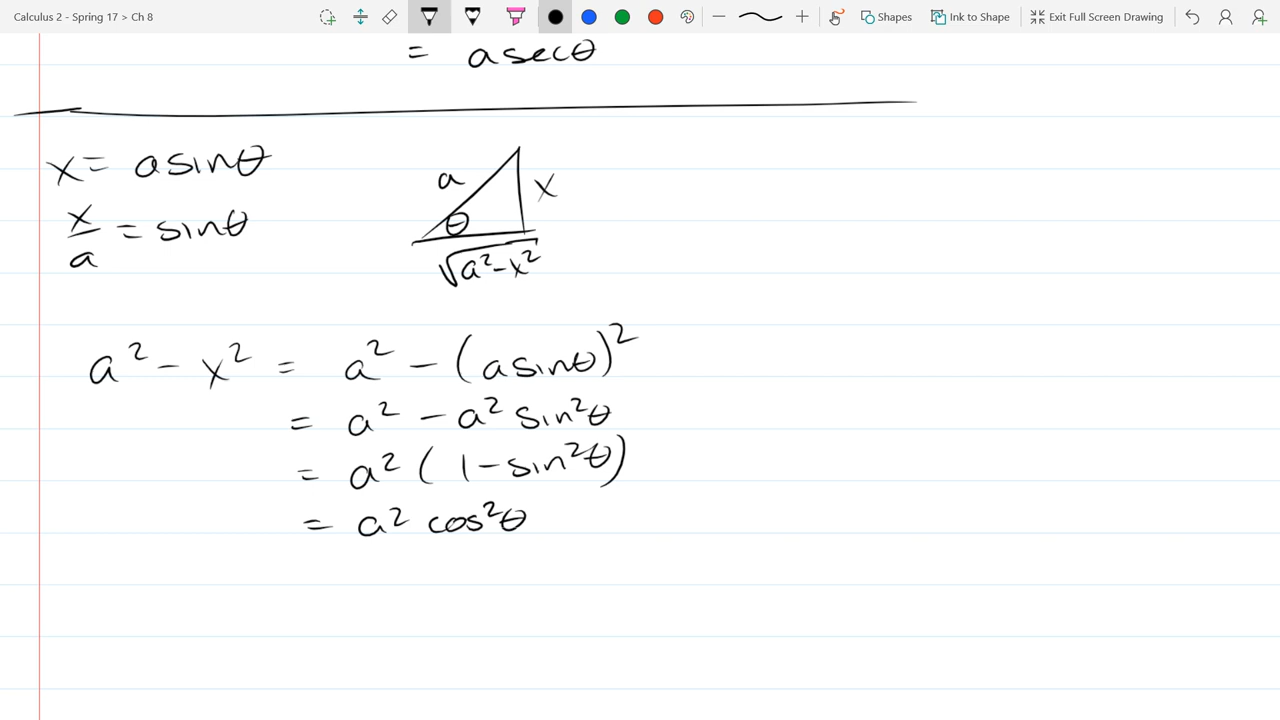 Calculus 2 - Spring 17 > Ch 8
Shapes
Ink to Shape
Exit Full Screen Drawing
= a secθ
x = a sinθ
x/a = sinθ
a
x
θ
√a²-x²
a² - x² = a² - (a sinθ)²
= a² - a² sin²θ
= a² (1 - sin²θ)
= a² cos²θ